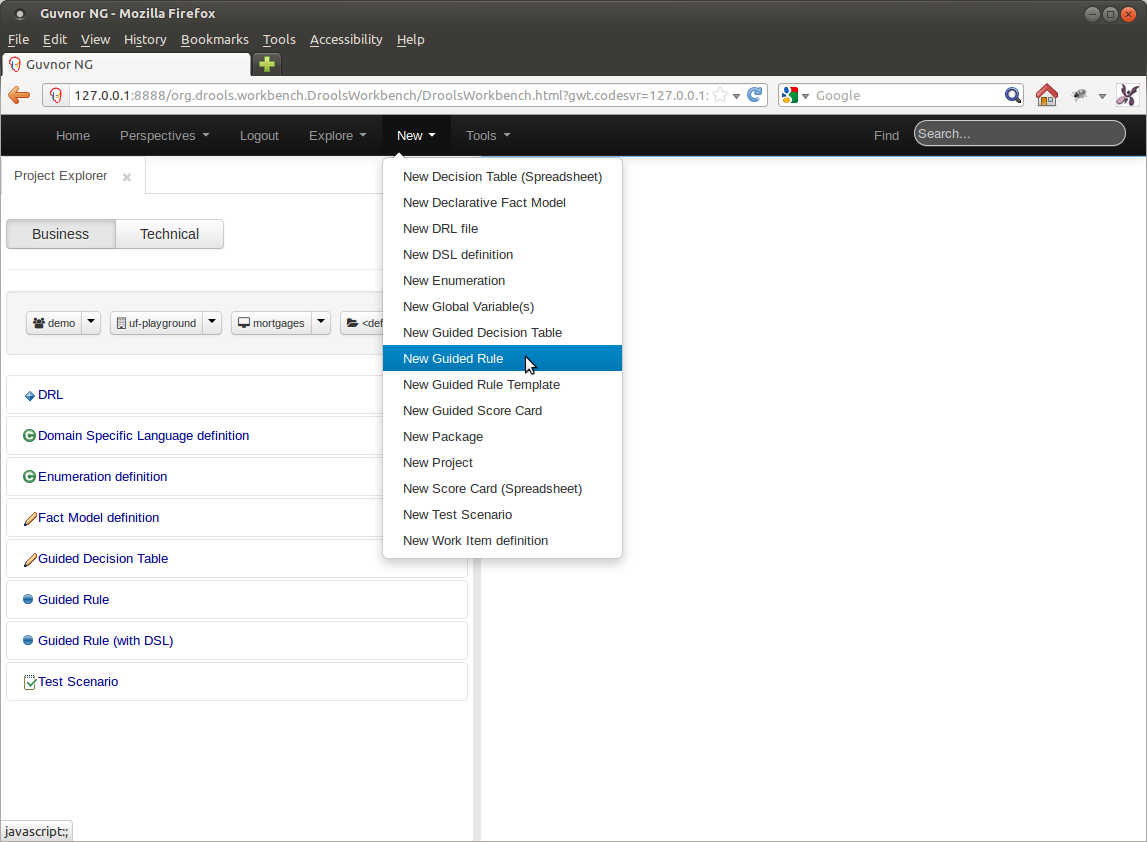 Guvnor NG - Mozilla Firefox
File Edit View History Bookmarks Tools Accessibility Help
Guvnor NG
127.0.0.1:8888/org.drools.workbench.DroolsWorkbench/DroolsWorkbench.html?gwt.codesvr=127.0.0.1: Google
Home Perspectives Logout Explore New Tools Find Search...
Project Explorer
Business Technical
demo uf-playground mortgages <def
DRL
Domain Specific Language definition
Enumeration definition
Fact Model definition
Guided Decision Table
Guided Rule
Guided Rule (with DSL)
Test Scenario
New Decision Table (Spreadsheet)
New Declarative Fact Model
New DRL file
New DSL definition
New Enumeration
New Global Variable(s)
New Guided Decision Table
New Guided Rule
New Guided Rule Template
New Guided Score Card
New Package
New Project
New Score Card (Spreadsheet)
New Test Scenario
New Work Item definition
javascript:;